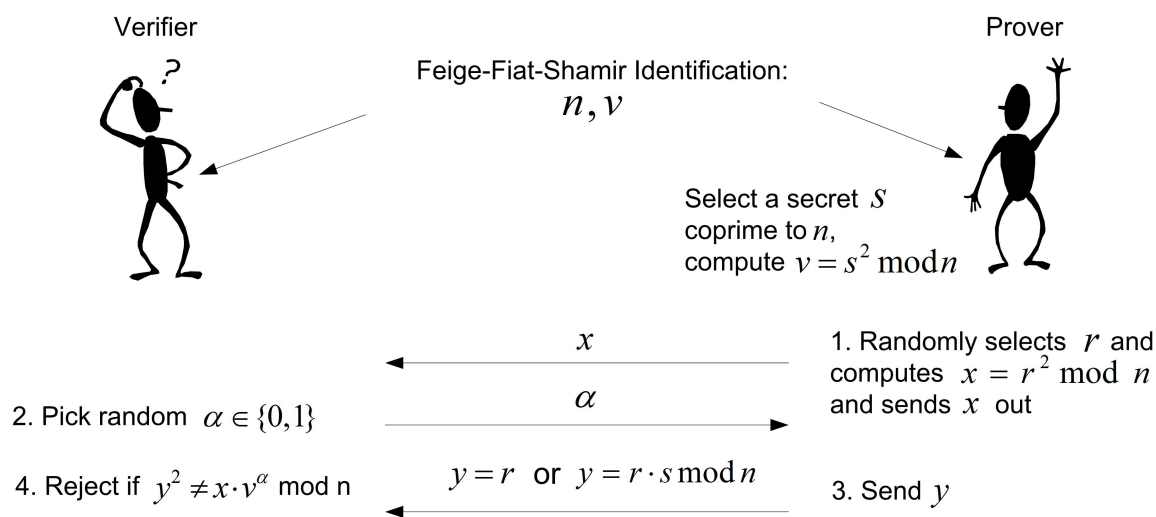 Verifier
Prover
?
Feige-Fiat-Shamir Identification:
n, v
Select a secret s
coprime to n,
compute v = s² mod n
x
1. Randomly selects r and
computes x = r² mod n
and sends x out
α
2. Pick random α ∈ {0,1}
y = r or y = r · s mod n
4. Reject if y² ≠ x · v^α mod n
3. Send y